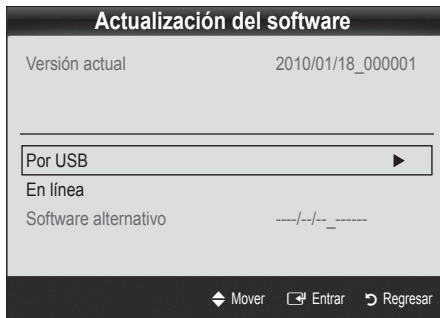 Actualización del software
Versión actual 2010/01/18_000001
Por USB
En línea
Software alternativo ----/--/--_------
Mover Entrar Regresar